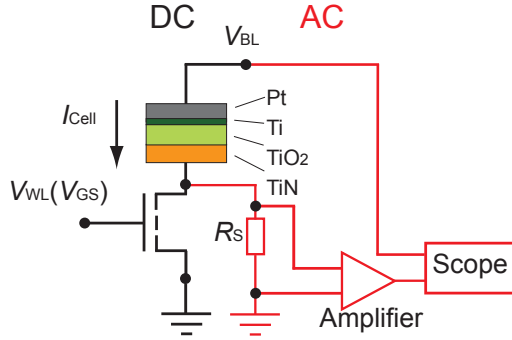 DC
AC
VBL
Pt
Ti
TiO2
TiN
ICell
VWL(VGS)
RS
Scope
Amplifier